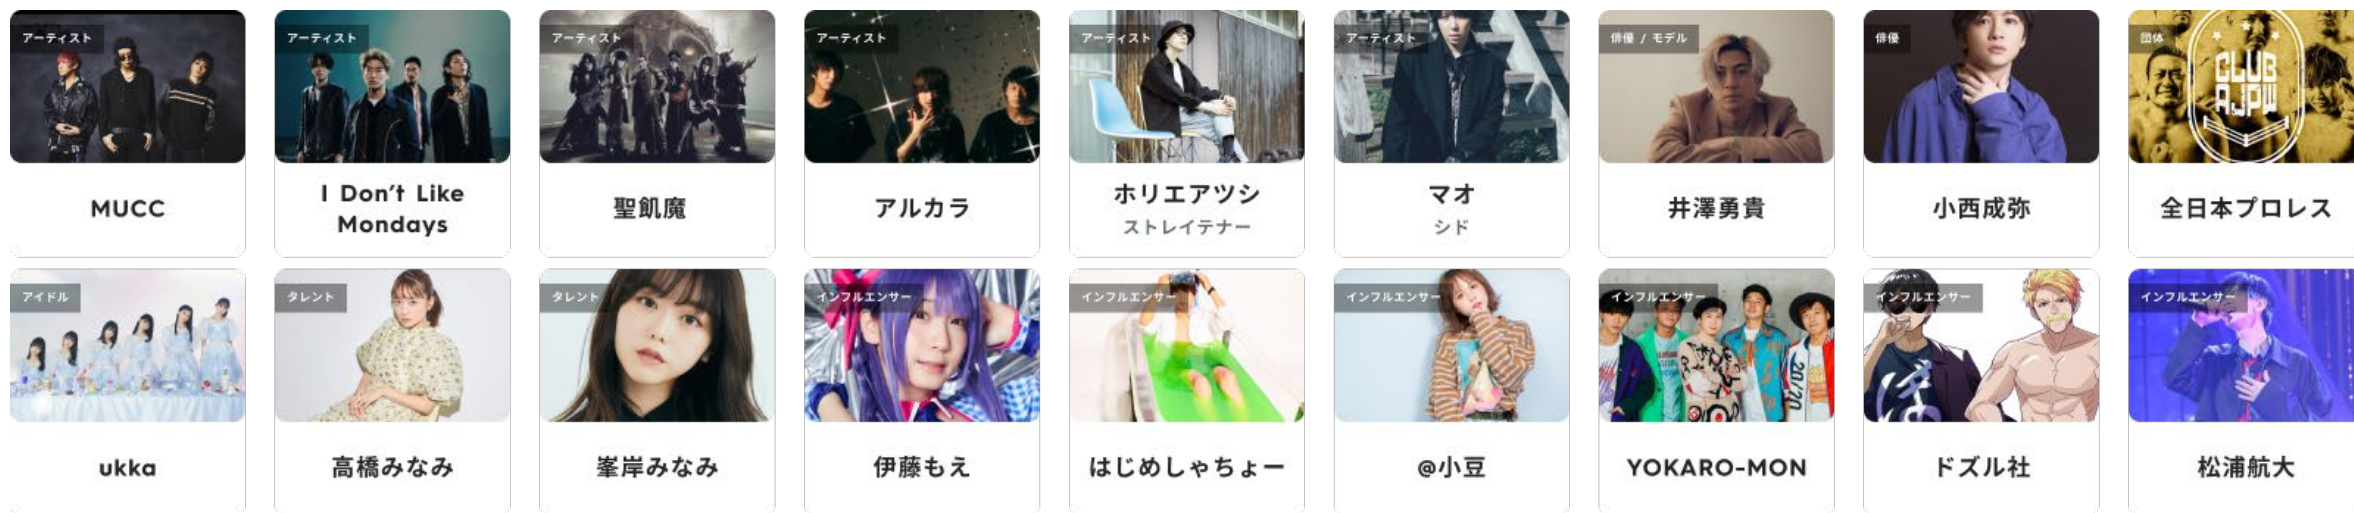 アーティスト
MUCC
アーティスト
I Don't Like
Mondays
アーティスト
聖飢魔
アーティスト
アルカラ
アーティスト
ホリエアツシ
ストレイテナー
アーティスト
マオ
シド
俳優 / モデル
井澤勇貴
俳優
小西成弥
団体
CLUB
AJPW
全日本プロレス
アイドル
ukka
タレント
高橋みなみ
タレント
峯岸みなみ
インフルエンサー
伊藤もえ
インフルエンサー
はじめしゃちょー
インフルエンサー
@小豆
インフルエンサー
20/20
YOKARO-MON
インフルエンサー
ぼ
ドズル社
インフルエンサー
松浦航大